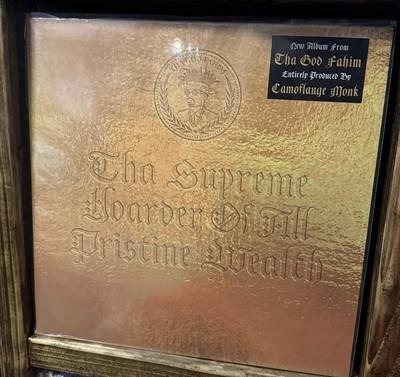 New Album From
Tha God Fahim
Entirely Produced By
Camoflauge Monk
Tha Supreme
Hoarder Of All
Pristine Wealth